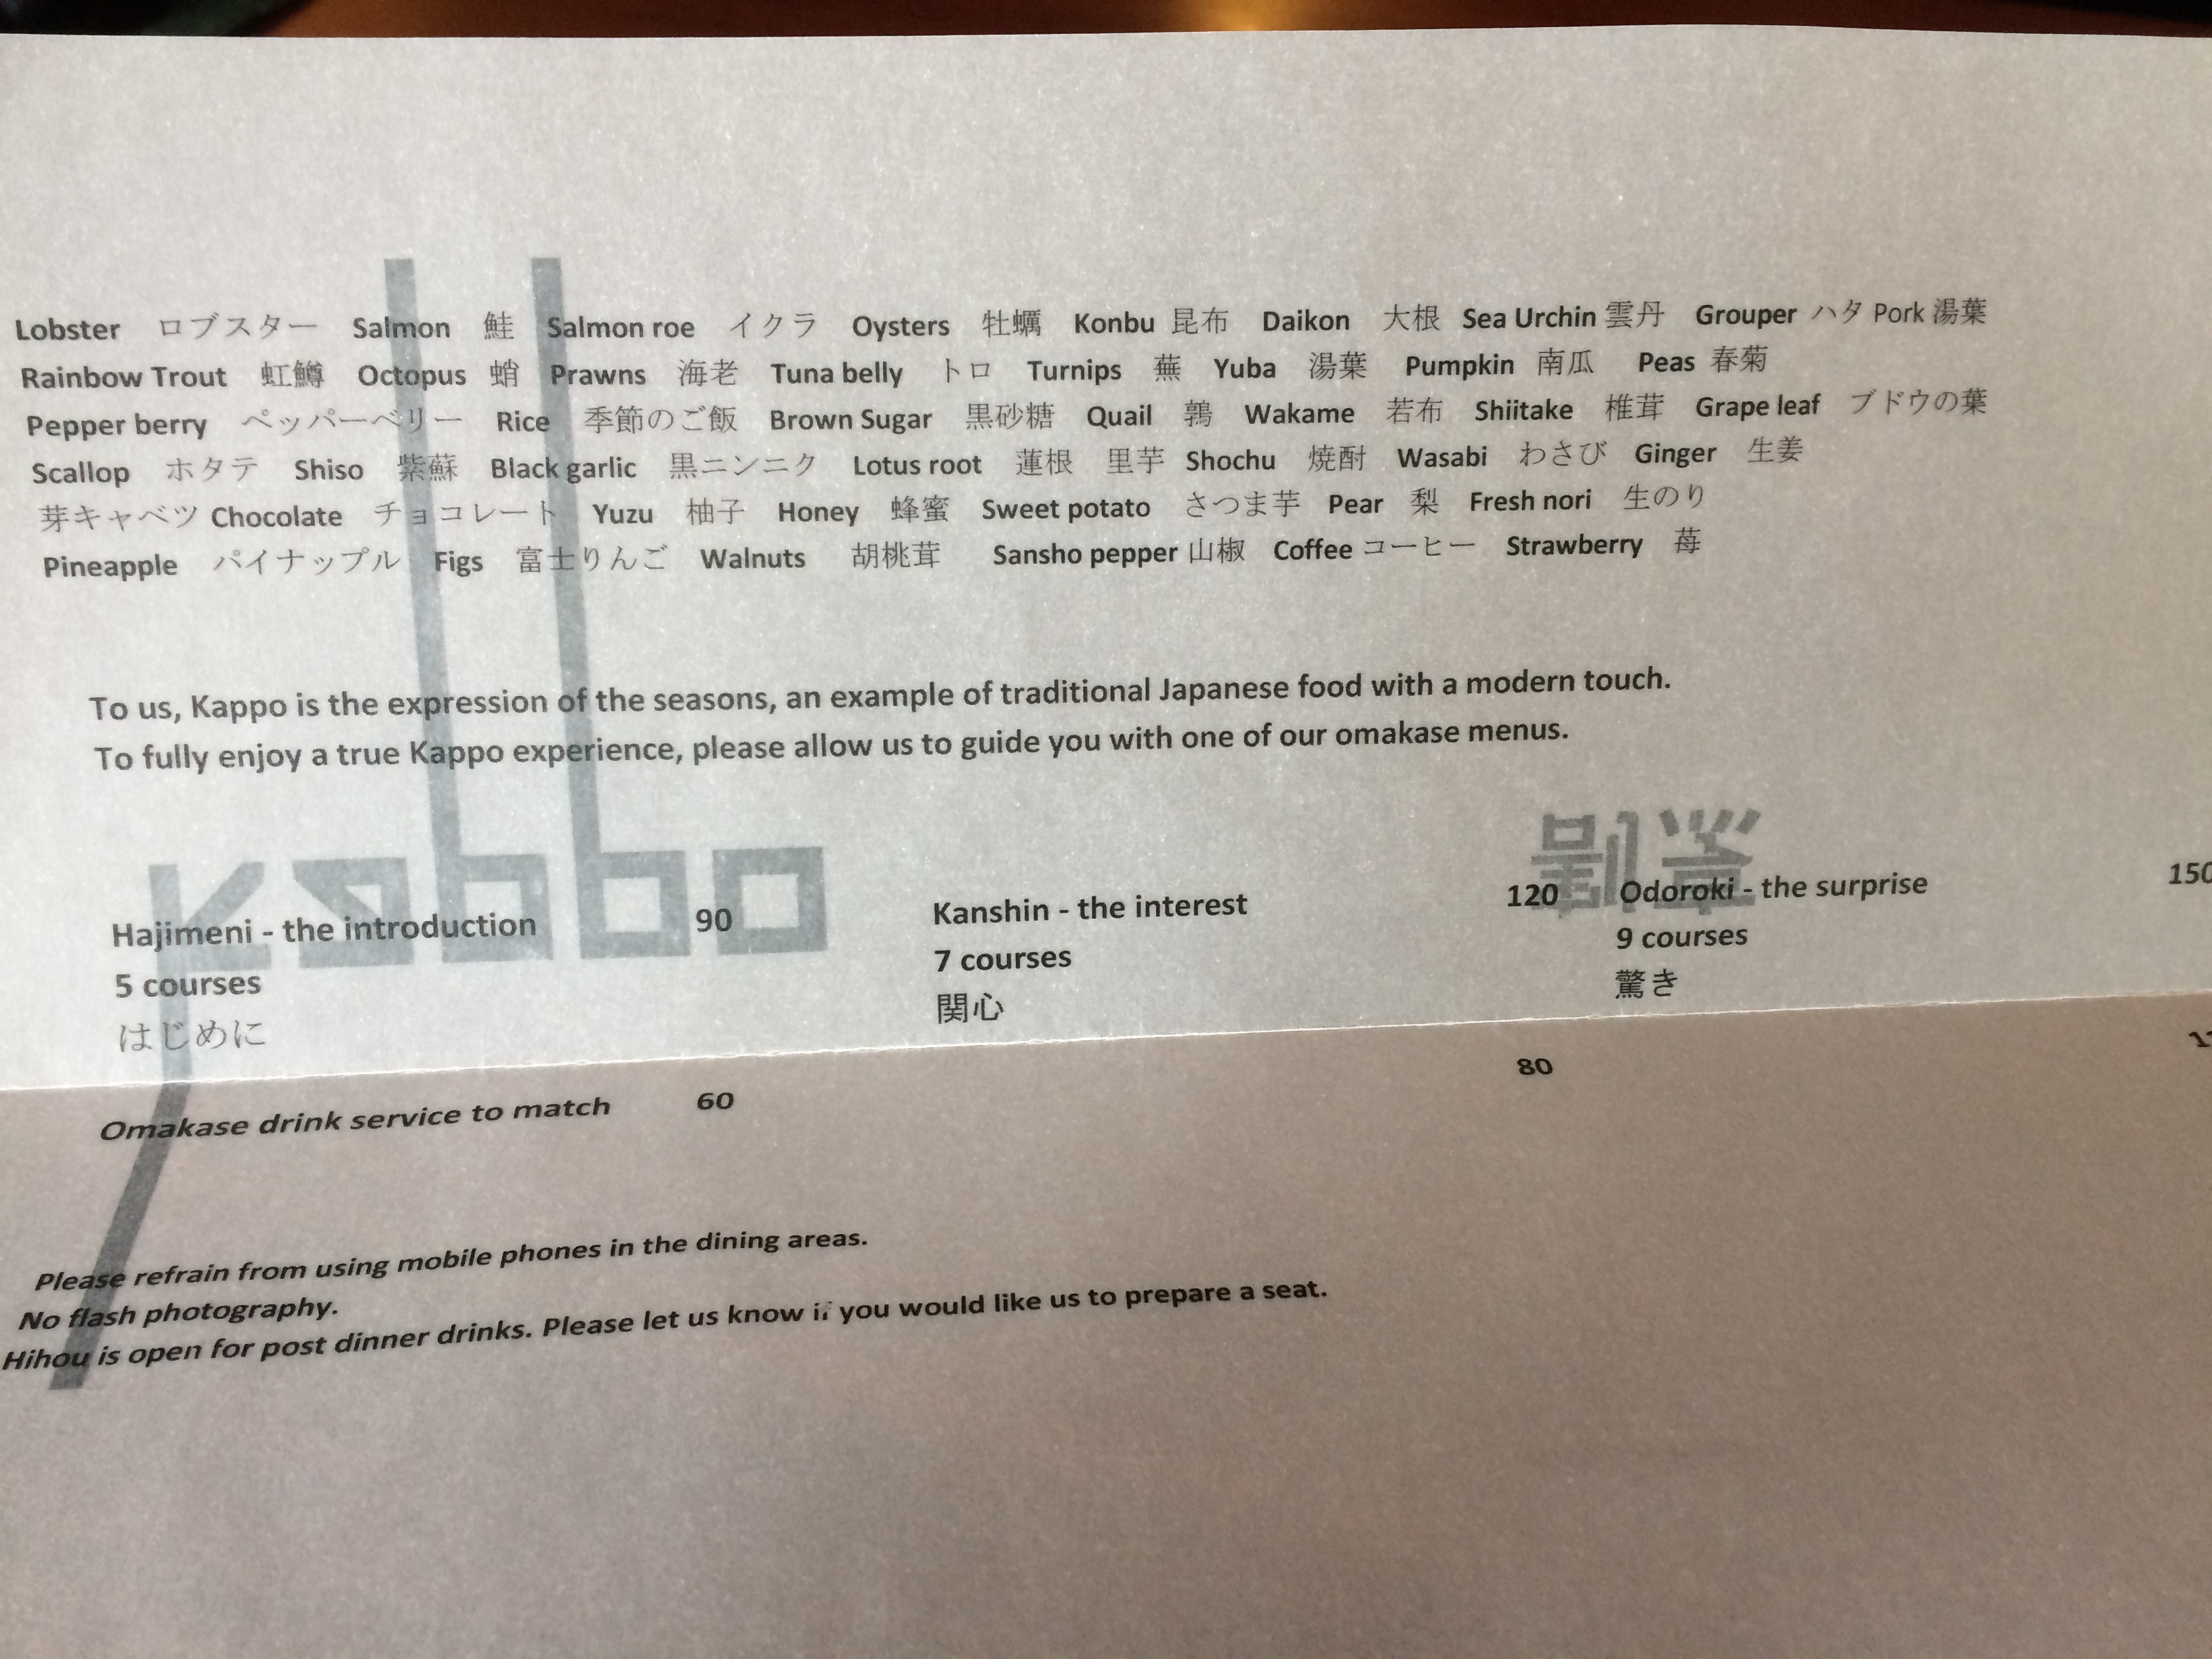 Lobster ロブスター Salmon 鮭 Salmon roe イクラ Oysters 牡蠣 Konbu 昆布 Daikon 大根 Sea Urchin 雲丹 Grouper ハタ Pork 湯葉
Rainbow Trout 虹鱒 Octopus 蛸 Prawns 海老 Tuna belly トロ Turnips 蕪 Yuba 湯葉 Pumpkin 南瓜 Peas 春菊
Pepper berry ペッパーベリー Rice 季節のご飯 Brown Sugar 黒砂糖 Quail 鶉 Wakame 若布 Shiitake 椎茸 Grape leaf ブドウの葉
Scallop ホタテ Shiso 紫蘇 Black garlic 黒ニンニク Lotus root 蓮根 里芋 Shochu 焼酎 Wasabi わさび Ginger 生姜
芽キャベツ Chocolate チョコレート Yuzu 柚子 Honey 蜂蜜 Sweet potato さつま芋 Pear 梨 Fresh nori 生のり
Pineapple パイナップル Figs 富士りんご Walnuts 胡桃茸 Sansho pepper 山椒 Coffee コーヒー Strawberry 苺
To us, Kappo is the expression of the seasons, an example of traditional Japanese food with a modern touch.
To fully enjoy a true Kappo experience, please allow us to guide you with one of our omakase menus.
kappo
割烹
Hajimeni - the introduction 90
5 courses
はじめに
Kanshin - the interest 120
7 courses
関心
Odoroki - the surprise 150
9 courses
驚き
Omakase drink service to match 60 80
Please refrain from using mobile phones in the dining areas.
No flash photography.
Hihou is open for post dinner drinks. Please let us know if you would like us to prepare a seat.